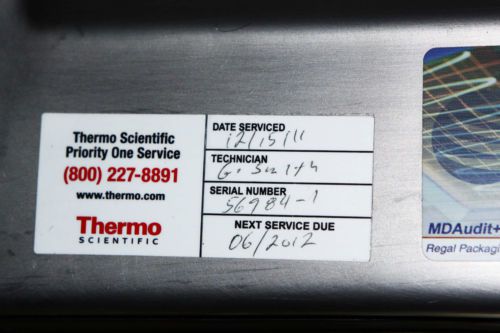 Thermo Scientific
Priority One Service
(800) 227-8891
www.thermo.com
Thermo
SCIENTIFIC
DATE SERVICED
12/15/11
TECHNICIAN
G. Smith
SERIAL NUMBER
56984-1
NEXT SERVICE DUE
06/2012
MDAudit+
Regal Packagi